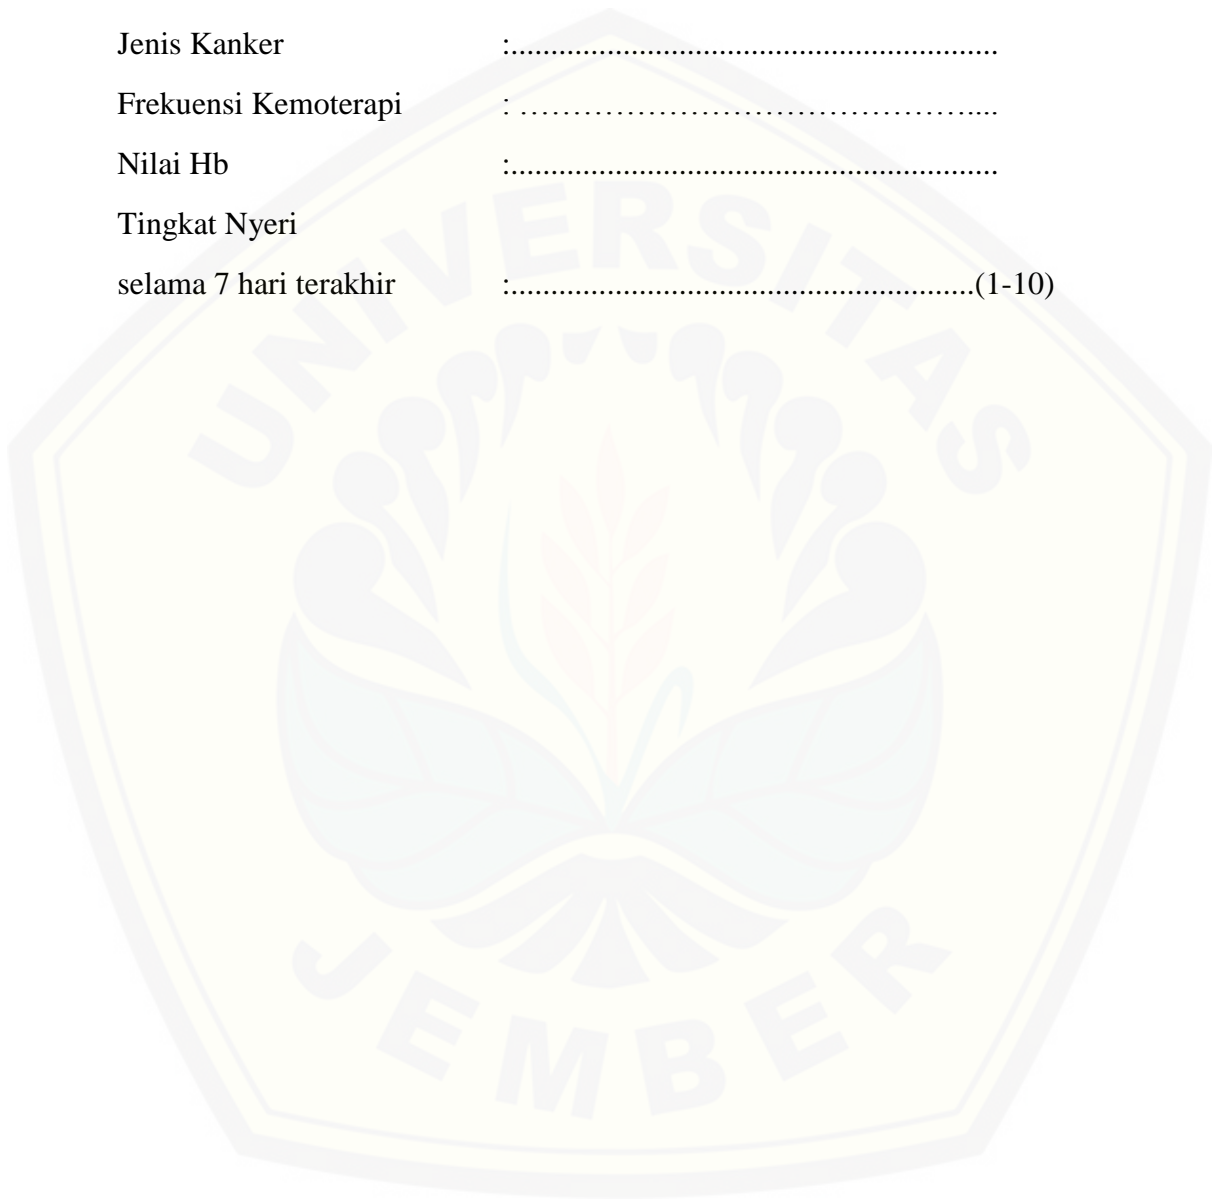 Jenis Kanker :.............................................................
Frekuensi Kemoterapi : ……………………………………...
Nilai Hb :.............................................................
Tingkat Nyeri
selama 7 hari terakhir :..........................................................(1-10)
UNIVERSITAS
JEMBER